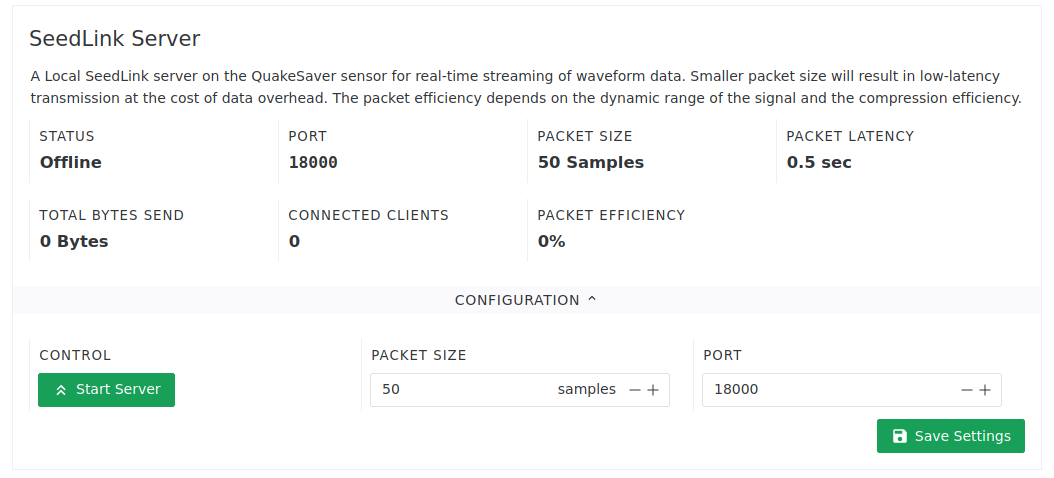 SeedLink Server
A Local SeedLink server on the QuakeSaver sensor for real-time streaming of waveform data. Smaller packet size will result in low-latency
transmission at the cost of data overhead. The packet efficiency depends on the dynamic range of the signal and the compression efficiency.
STATUS PORT PACKET SIZE PACKET LATENCY
Offline 18000 50 Samples 0.5 sec
TOTAL BYTES SEND CONNECTED CLIENTS PACKET EFFICIENCY
0 Bytes 0 0%
CONFIGURATION
CONTROL PACKET SIZE PORT
Start Server 50 samples 18000
Save Settings